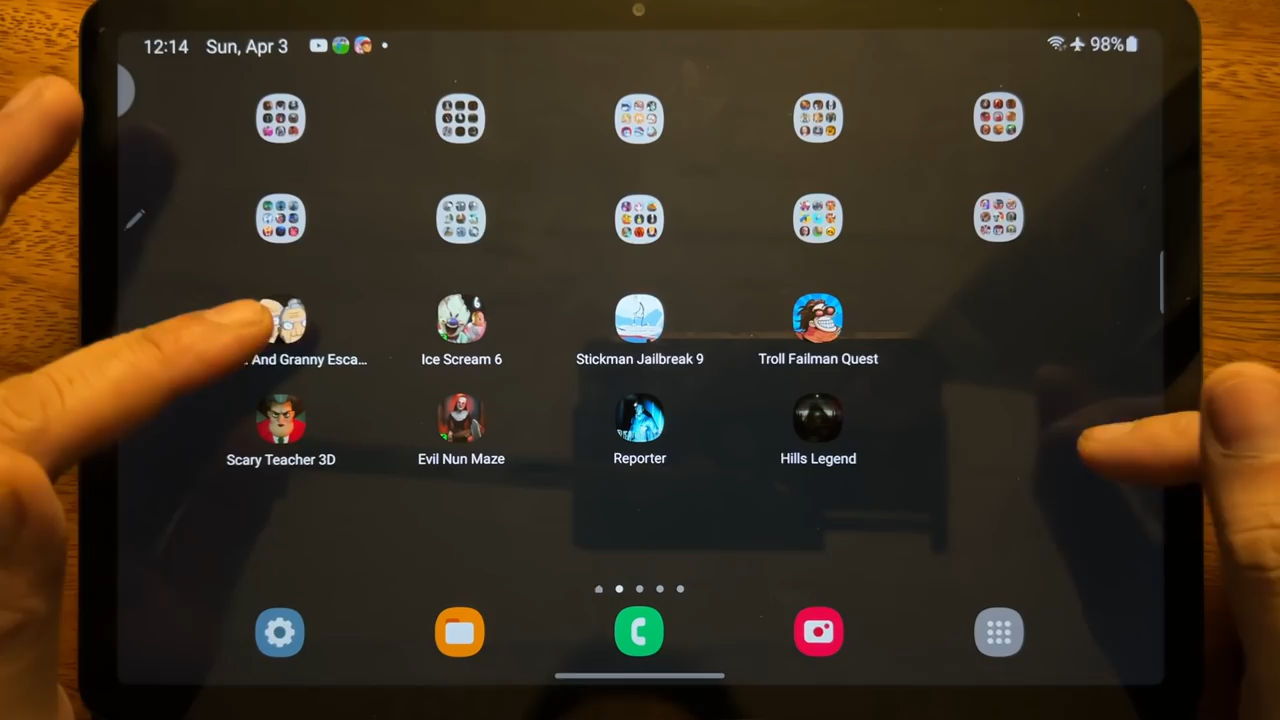 12:14 Sun, Apr 3
98%
And Granny Esca...
Ice Scream 6
Stickman Jailbreak 9
Troll Failman Quest
Scary Teacher 3D
Evil Nun Maze
Reporter
Hills Legend